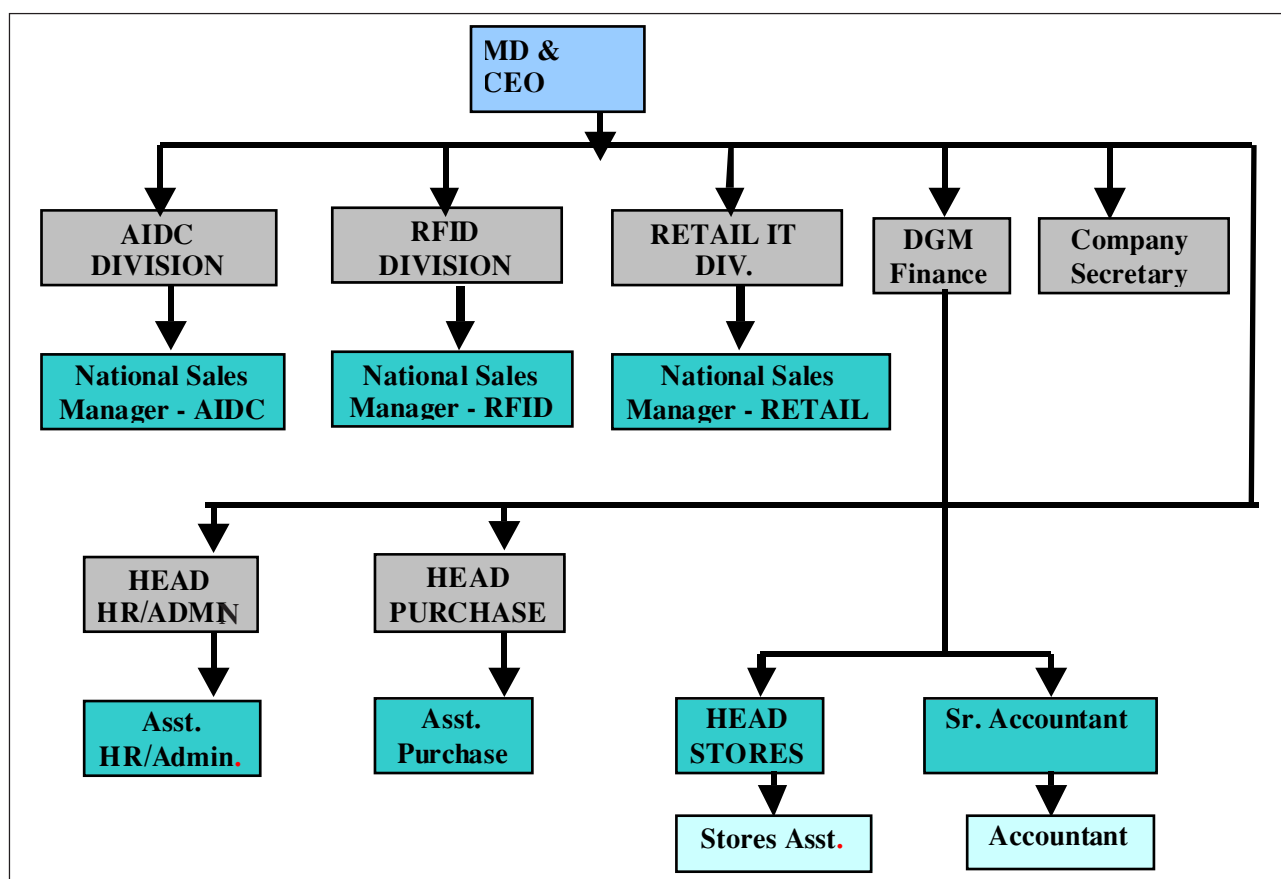 MD &
CEO
AIDC
DIVISION
RFID
DIVISION
RETAIL IT
DIV.
DGM
Finance
Company
Secretary
National Sales
Manager - AIDC
National Sales
Manager - RFID
National Sales
Manager - RETAIL
HEAD
HR/ADMIN
HEAD
PURCHASE
Asst.
HR/Admin.
Asst.
Purchase
HEAD
STORES
Sr. Accountant
Stores Asst.
Accountant